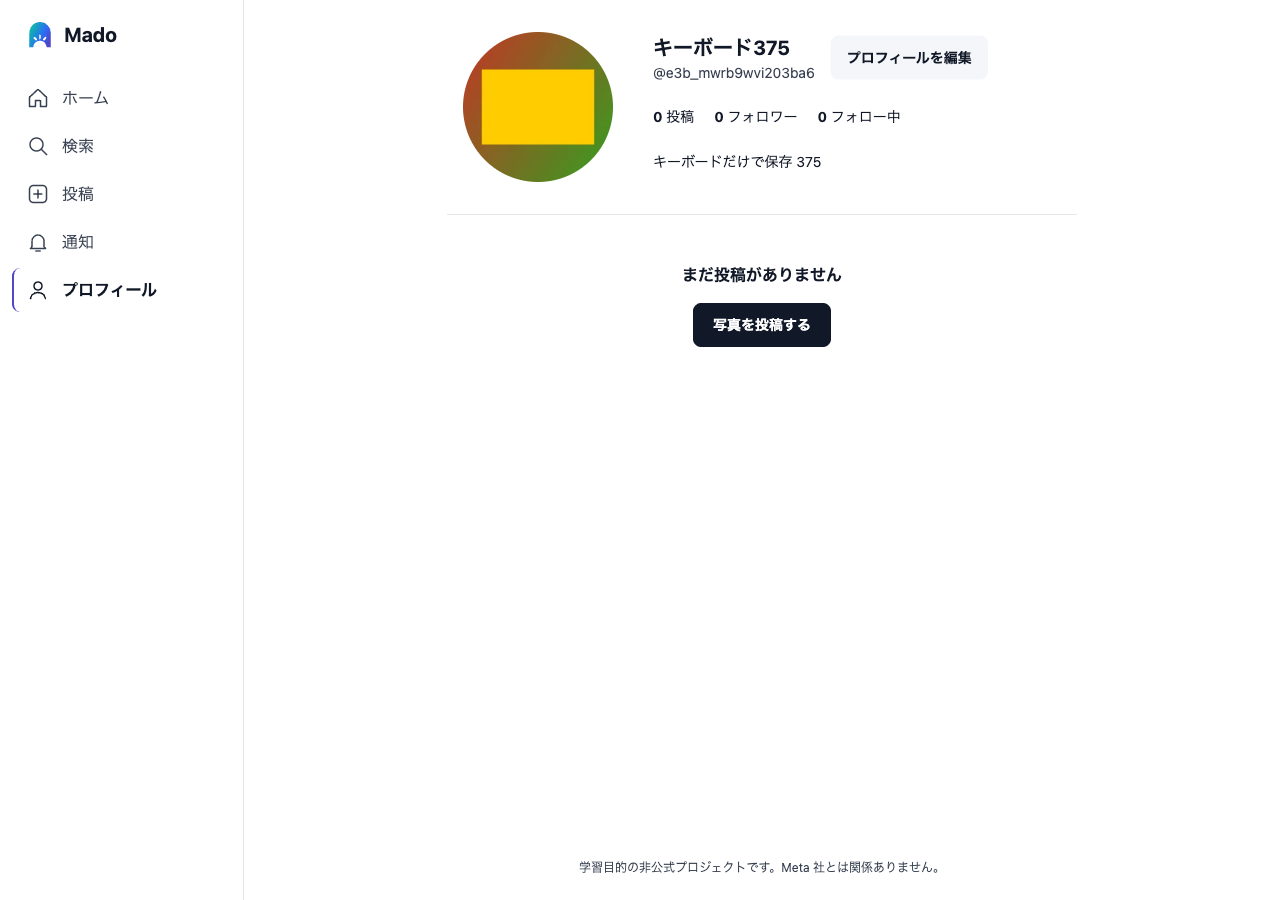 Mado
ホーム
検索
投稿
通知
プロフィール
キーボード375
@e3b_mwrb9wvi203ba6
プロフィールを編集
0 投稿 0 フォロワー 0 フォロー中
キーボードだけで保存 375
まだ投稿がありません
写真を投稿する
学習目的の非公式プロジェクトです。Meta 社とは関係ありません。